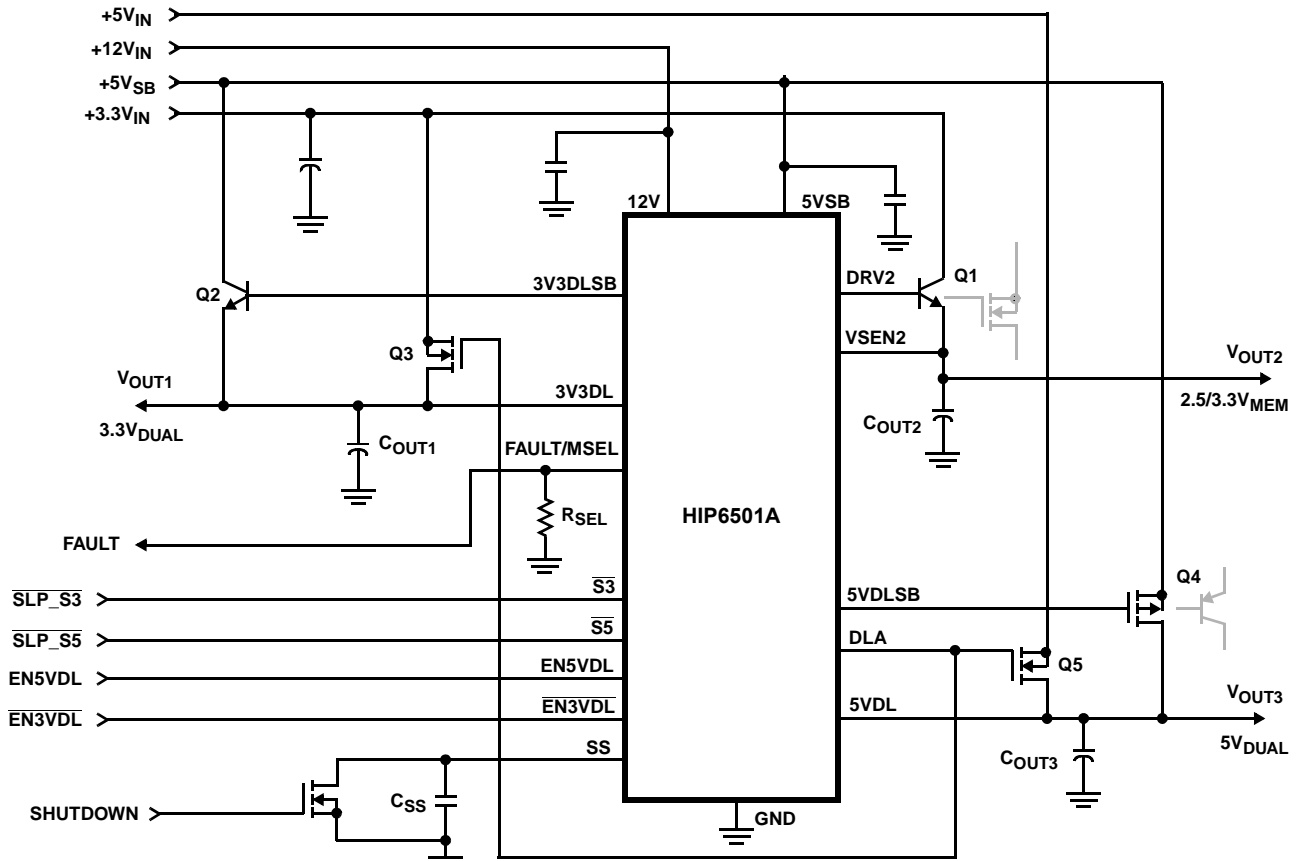 +5VIN
+12VIN
+5VSB
+3.3VIN
12V
5VSB
Q2
3V3DLSB
DRV2
Q1
Q3
VSEN2
VOUT1
3.3VDUAL
3V3DL
VOUT2
2.5/3.3VMEM
COUT1
COUT2
FAULT/MSEL
RSEL
HIP6501A
FAULT
SLP_S3
S3
5VDLSB
Q4
SLP_S5
S5
DLA
Q5
EN5VDL
EN5VDL
EN3VDL
EN3VDL
5VDL
VOUT3
5VDUAL
SS
COUT3
SHUTDOWN
CSS
GND